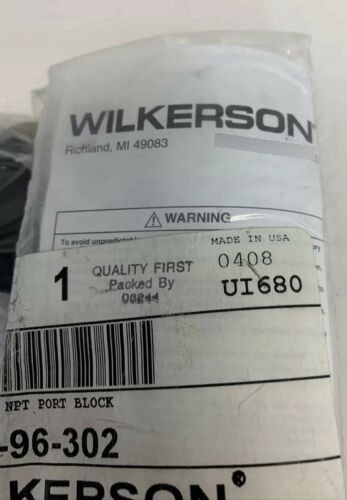 WILKERSON®
Richland, MI 49083
⚠ WARNING
To avoid unpredictable
MADE IN USA
1
QUALITY FIRST
0408
Packed By
UI680
NPT PORT BLOCK
-96-302
KERSON®